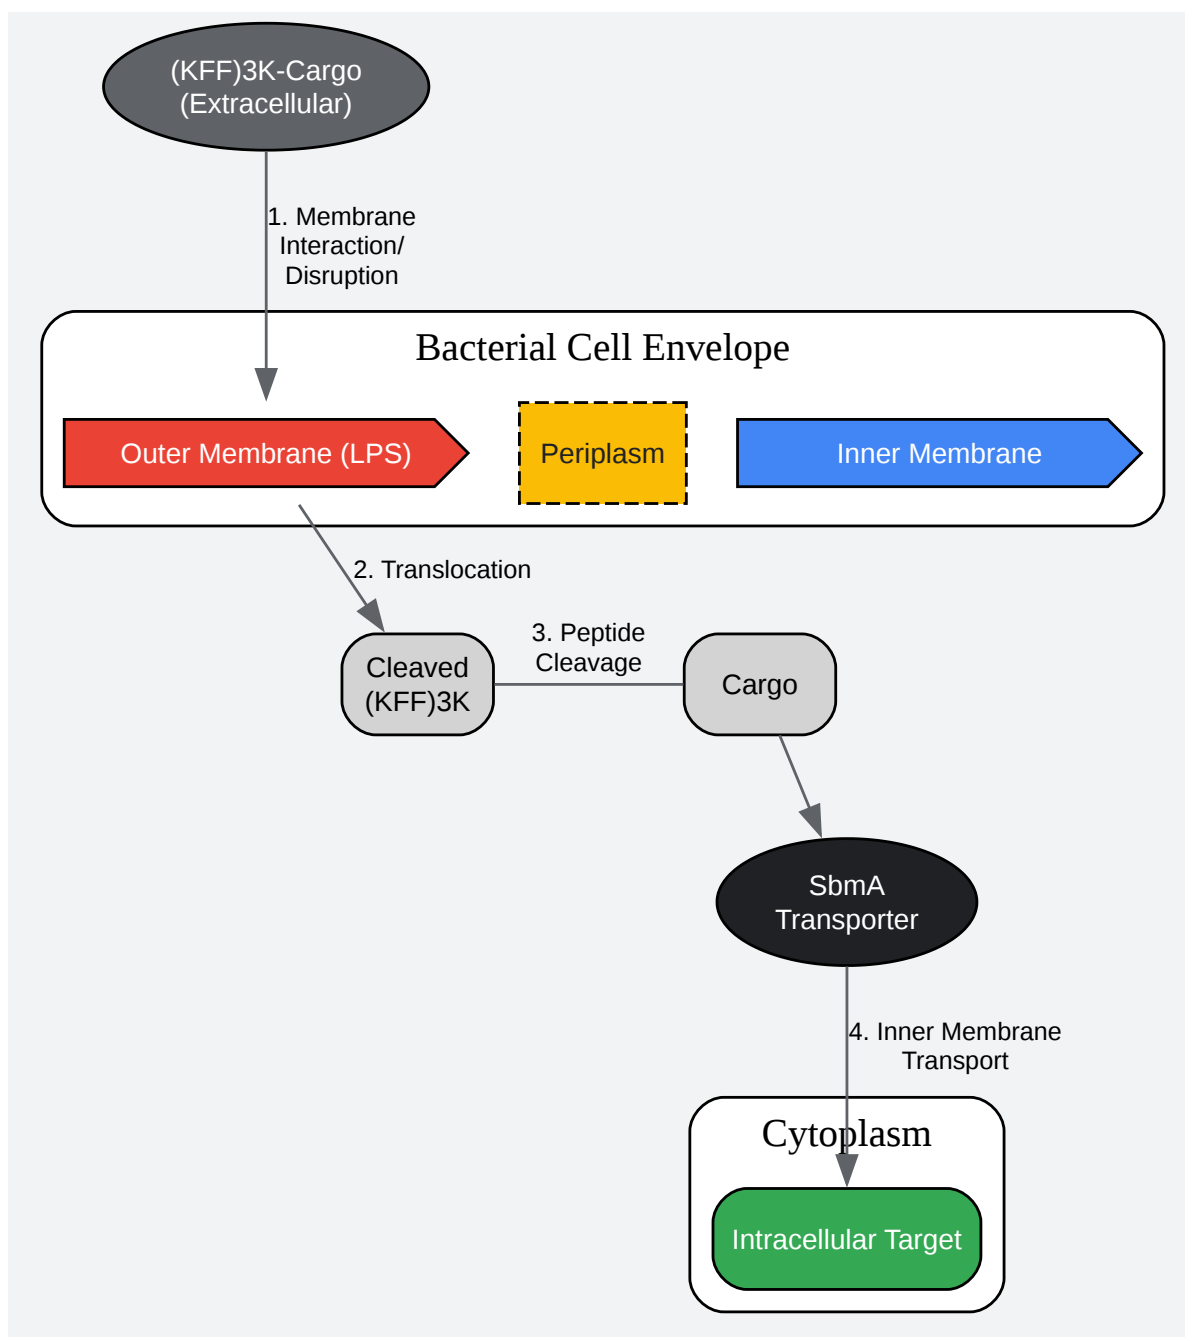 (KFF)3K-Cargo
(Extracellular)
1. Membrane
Interaction/
Disruption
Bacterial Cell Envelope
Outer Membrane (LPS)
Periplasm
Inner Membrane
2. Translocation
3. Peptide
Cleavage
Cleaved
(KFF)3K
Cargo
SbmA
Transporter
4. Inner Membrane
Transport
Cytoplasm
Intracellular Target